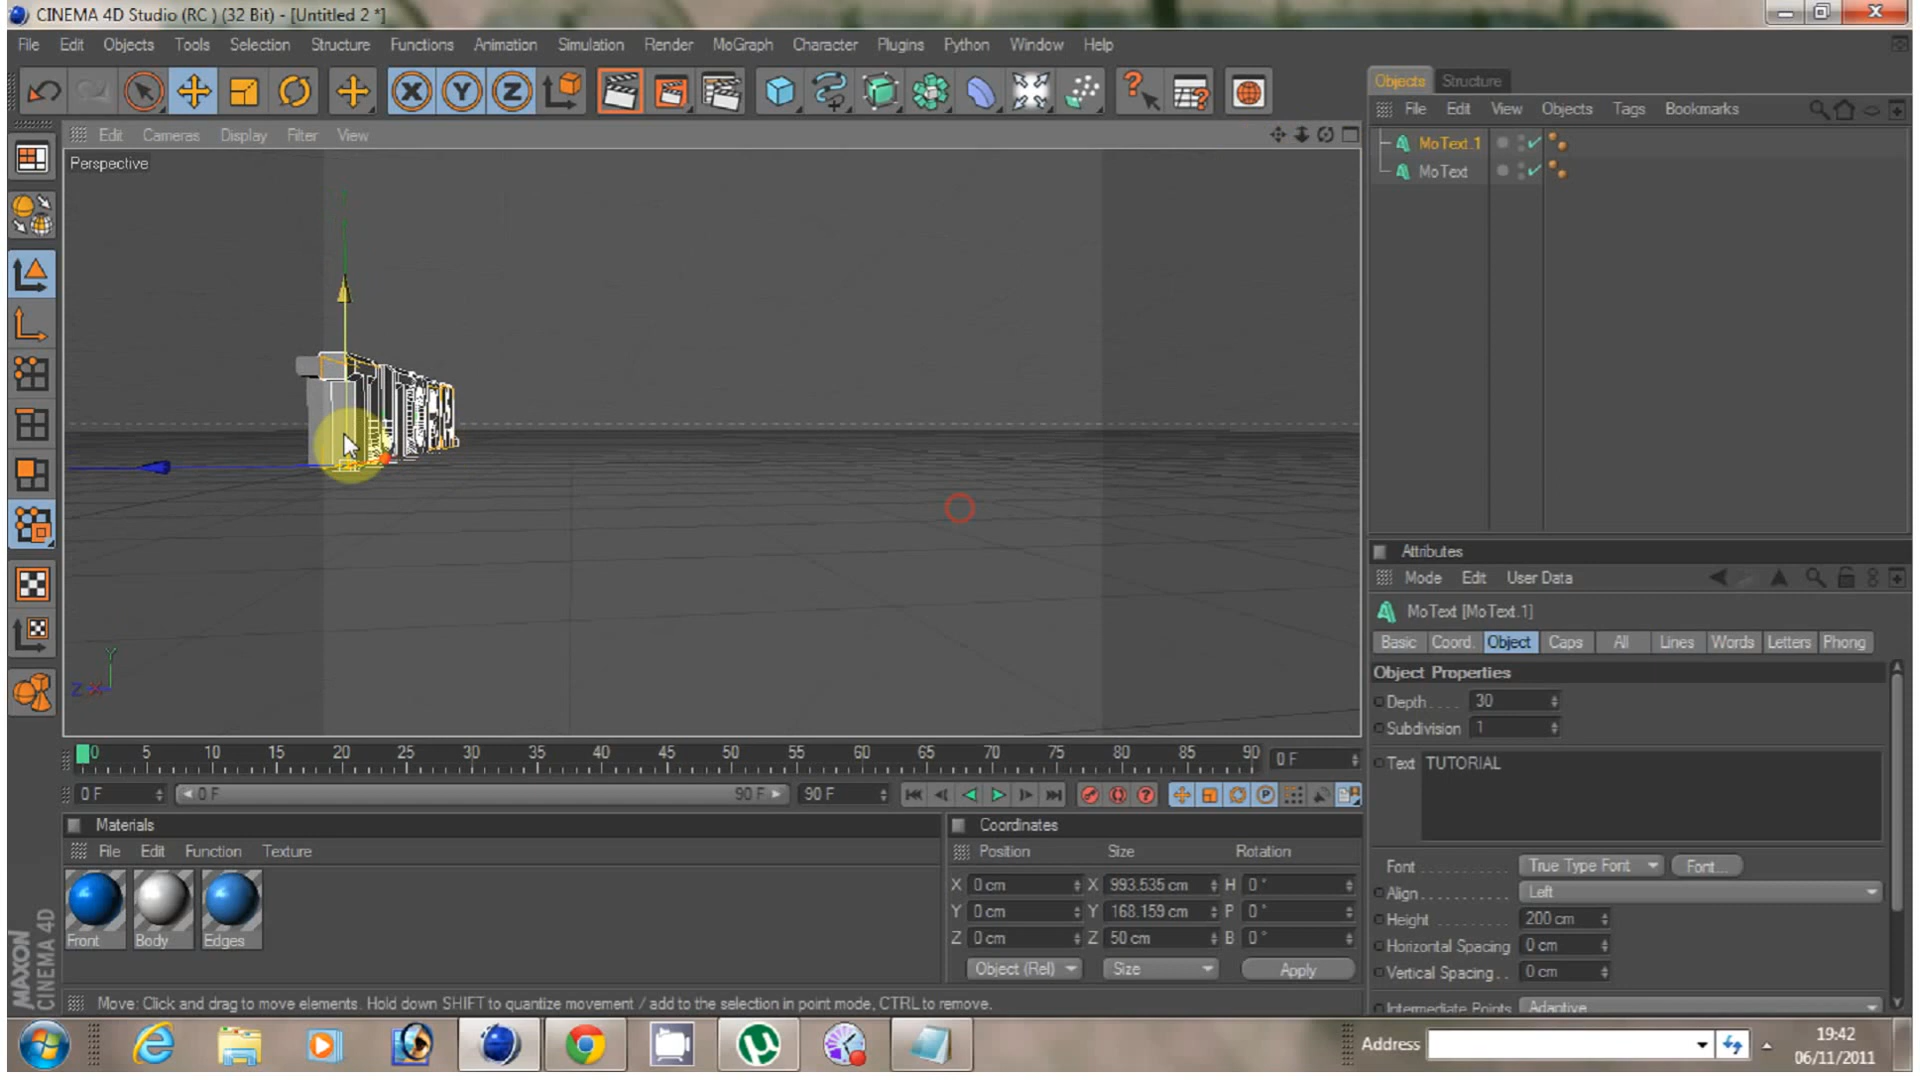 CINEMA 4D Studio (RC ) (32 Bit) - [Untitled 2 *]
File Edit Objects Tools Selection Structure Functions Animation Simulation Render MoGraph Character Plugins Python Window Help
X Y Z
Objects Structure
File Edit View Objects Tags Bookmarks
Edit Cameras Display Filter View
Perspective
MoText.1
MoText
Y
Z X
Attributes
Mode Edit User Data
MoText [MoText.1]
Basic Coord. Object Caps All Lines Words Letters Phong
Object Properties
Depth.... 30
Subdivision 1
Text TUTORIAL
Font True Type Font Font...
Align Left
Height 200 cm
Horizontal Spacing 0 cm
Vertical Spacing.. 0 cm
Intermediate Points Adaptive
0 5 10 15 20 25 30 35 40 45 50 55 60 65 70 75 80 85 90 0 F
0 F 0 F 90 F 90 F
Materials
File Edit Function Texture
Front Body Edges
Coordinates
Position Size Rotation
X 0 cm X 993.535 cm H 0 °
Y 0 cm Y 168.159 cm P 0 °
Z 0 cm Z 50 cm B 0 °
Object (Rel) Size Apply
MAXON CINEMA 4D
Move: Click and drag to move elements. Hold down SHIFT to quantize movement / add to the selection in point mode, CTRL to remove.
Address
19:42
06/11/2011